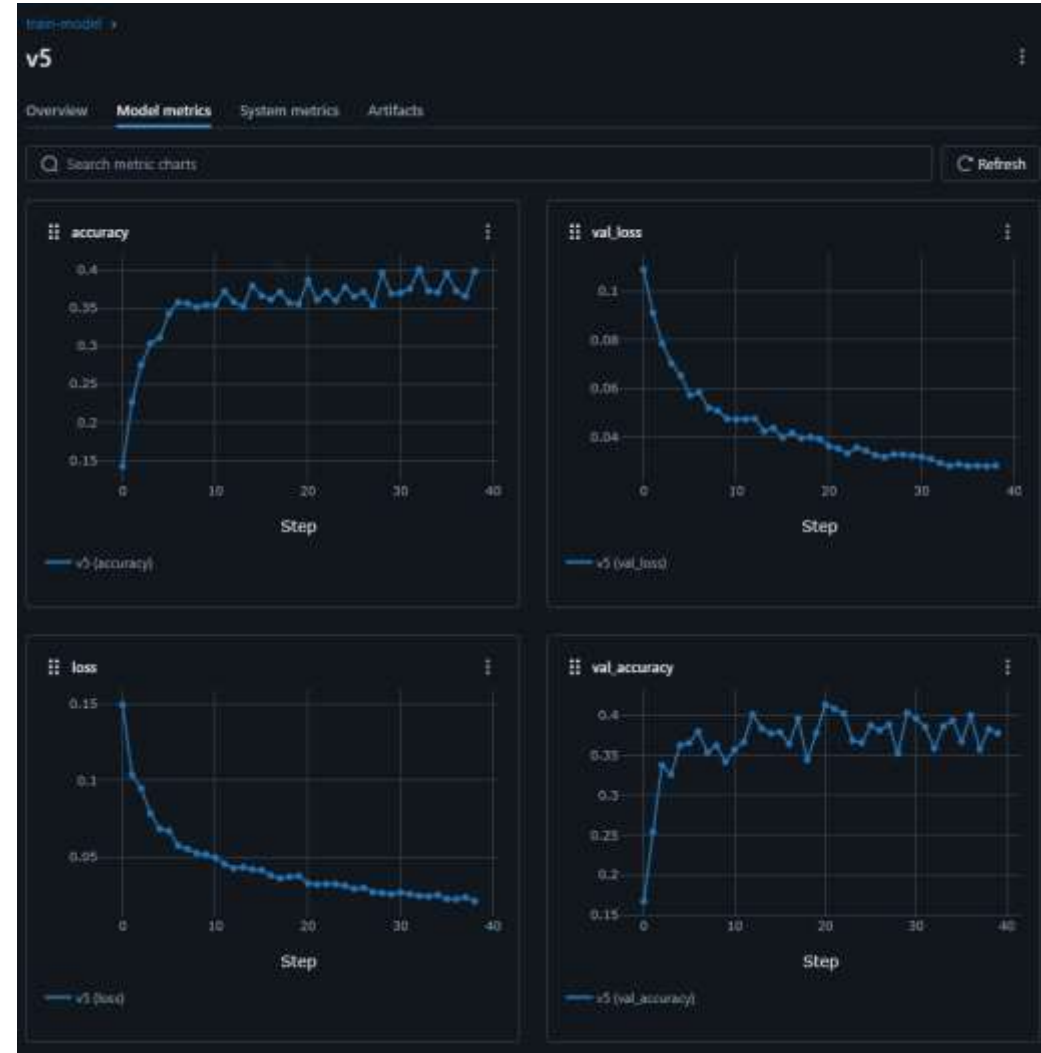 train-model >
v5
Overview Model metrics System metrics Artifacts
Search metric charts
Refresh
accuracy
0.4
0.35
0.3
0.25
0.2
0.15
0 10 20 30 40
Step
v5 (accuracy)
val_loss
0.1
0.08
0.06
0.04
0 10 20 30 40
Step
v5 (val_loss)
loss
0.15
0.1
0.05
0 10 20 30 40
Step
v5 (loss)
val_accuracy
0.4
0.35
0.3
0.25
0.2
0.15
0 10 20 30 40
Step
v5 (val_accuracy)